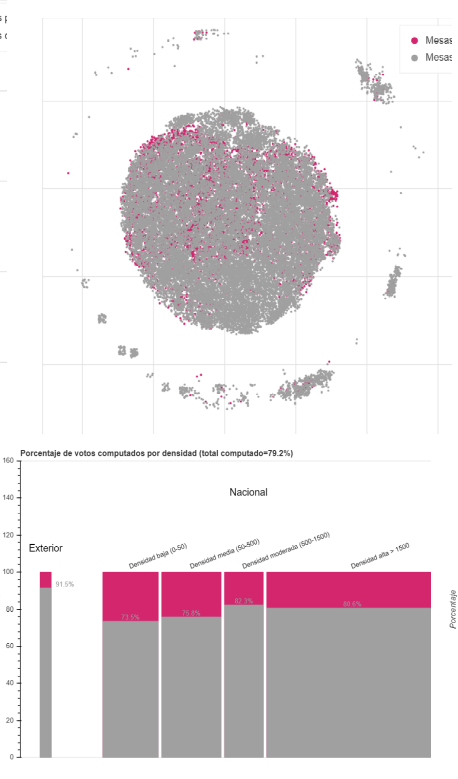 Mesas
Mesas
Porcentaje de votos computados por densidad (total computado=79.2%)
160
140
120
100
80
60
40
20
0
Nacional
Exterior
Densidad baja (0-50)
Densidad media (50-500)
Densidad moderada (500-1500)
Densidad alta > 1500
91.5%
73.5%
75.8%
82.3%
Porcentaje